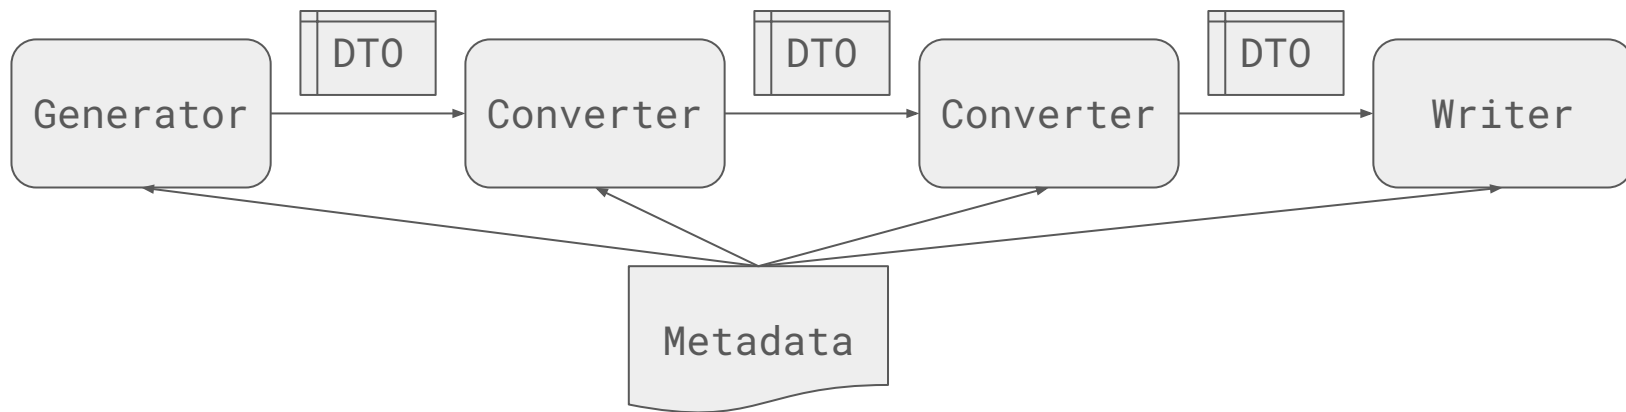 DTO
DTO
DTO
Generator
Converter
Converter
Writer
Metadata